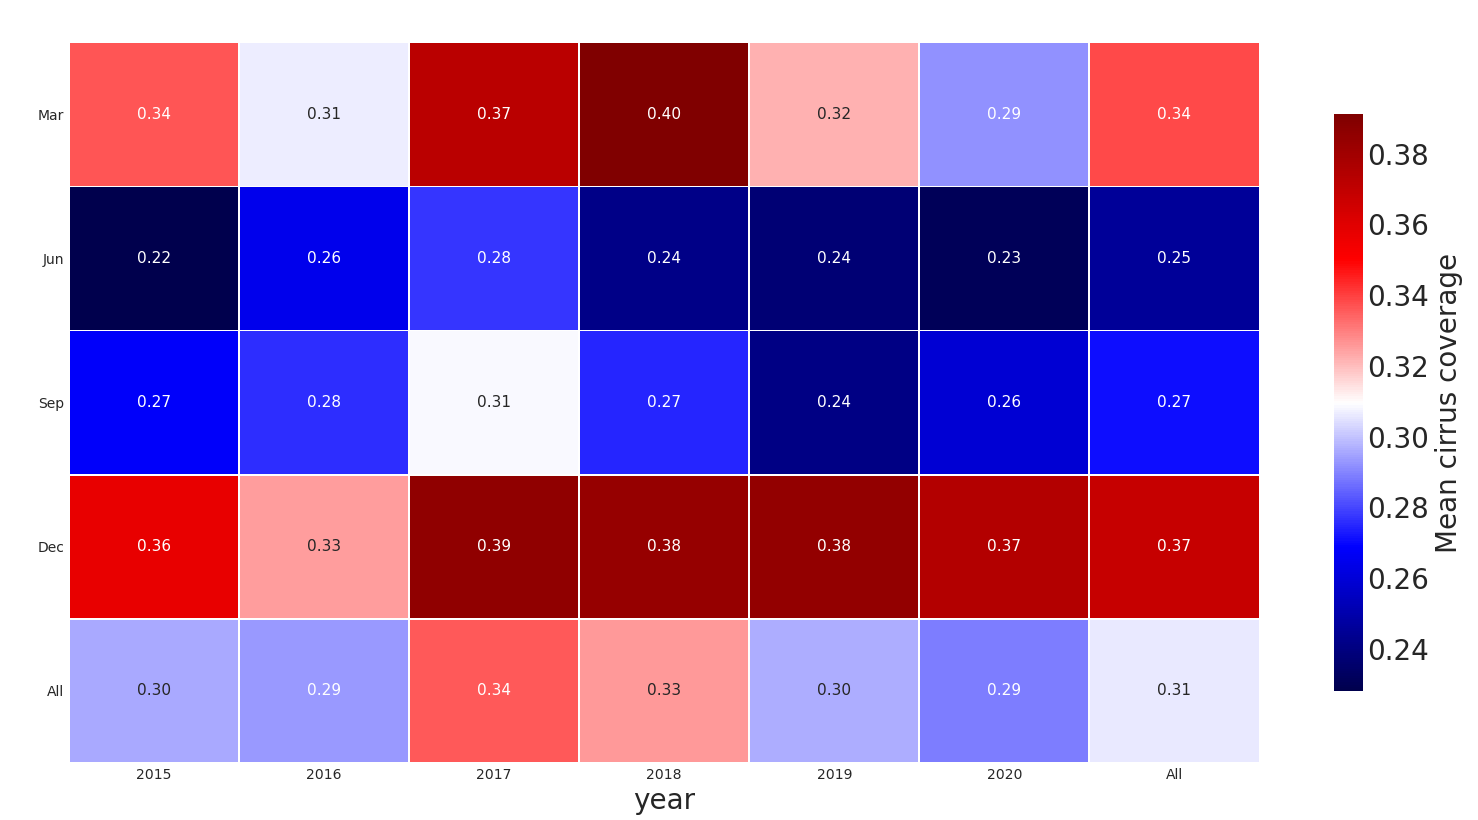 Mar 0.34 0.31 0.37 0.40 0.32 0.29 0.34
Jun 0.22 0.26 0.28 0.24 0.24 0.23 0.25
Sep 0.27 0.28 0.31 0.27 0.24 0.26 0.27
Dec 0.36 0.33 0.39 0.38 0.38 0.37 0.37
All 0.30 0.29 0.34 0.33 0.30 0.29 0.31
2015 2016 2017 2018 2019 2020 All
year
0.38
0.36
0.34
0.32
0.30
0.28
0.26
0.24
Mean cirrus coverage